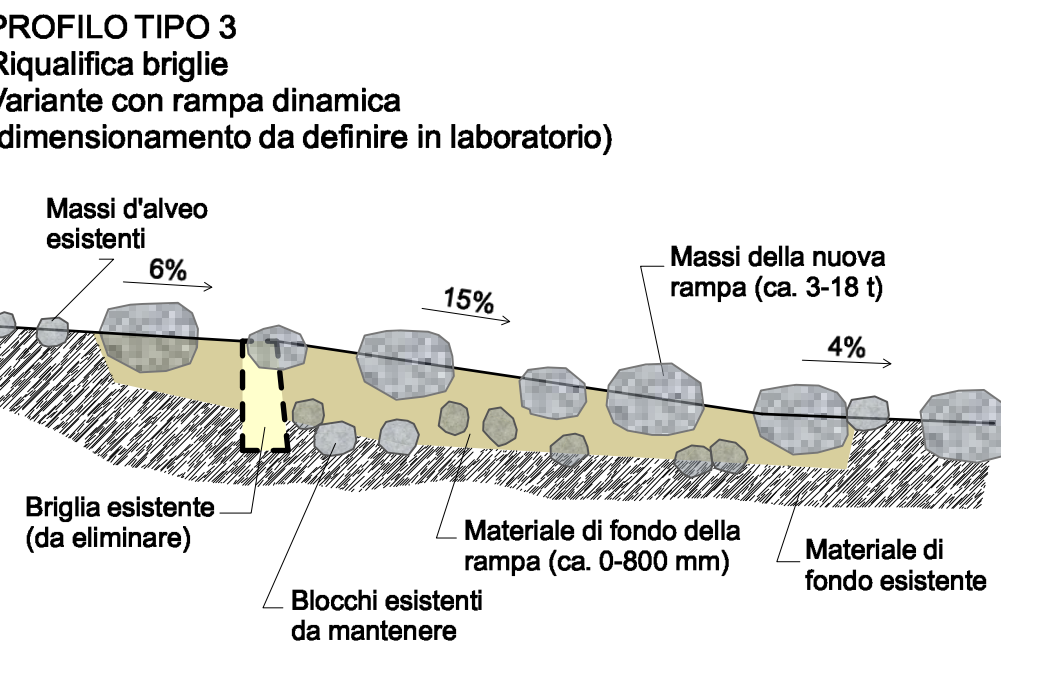 PROFILO TIPO 3
Riqualifica briglie
Variante con rampa dinamica
dimensionamento da definire in laboratorio)
Massi d'alveo
esistenti
6%
15%
Massi della nuova
rampa (ca. 3-18 t)
4%
Briglia esistente
(da eliminare)
Materiale di fondo della
rampa (ca. 0-800 mm)
Materiale di
fondo esistente
Blocchi esistenti
da mantenere